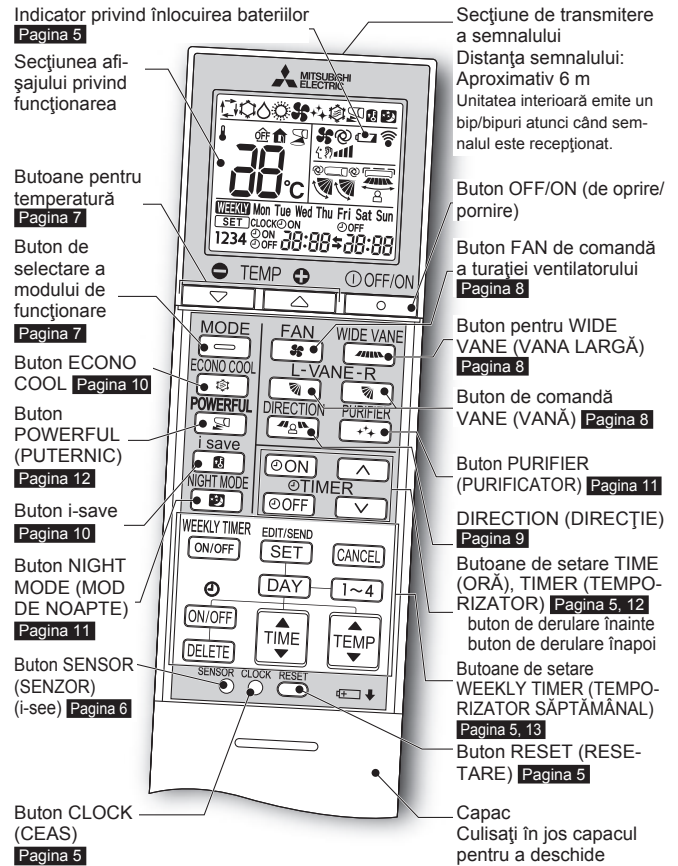 Indicator privind înlocuirea bateriilor
Pagina 5
Secţiunea afi-
şajului privind
funcţionarea
Butoane pentru
temperatură
Pagina 7
Buton de
selectare a
modului de
funcţionare
Pagina 7
Buton ECONO
COOL Pagina 10
Buton
POWERFUL
(PUTERNIC)
Pagina 12
Buton i-save
Pagina 10
Buton NIGHT
MODE (MOD
DE NOAPTE)
Pagina 11
Buton SENSOR
(SENZOR)
(i-see) Pagina 6
Buton CLOCK
(CEAS)
Pagina 5
MITSUBISHI
ELECTRIC
OFF
88°C
WEEKLY Mon Tue Wed Thu Fri Sat Sun
SET CLOCK ON OFF
1234 ON OFF 88:88 88:88
TEMP OFF/ON
MODE FAN WIDE VANE
ECONO COOL L-VANE-R
POWERFUL DIRECTION PURIFIER
i save ON
TIMER
NIGHT MODE OFF
WEEKLY TIMER EDIT/SEND
ON/OFF SET CANCEL
DAY 1~4
ON/OFF TIME TEMP
DELETE
SENSOR CLOCK RESET
Secţiune de transmitere
a semnalului
Distanţa semnalului:
Aproximativ 6 m
Unitatea interioară emite un
bip/bipuri atunci când sem-
nalul este recepţionat.
Buton OFF/ON (de oprire/
pornire)
Buton FAN de comandă
a turaţiei ventilatorului
Pagina 8
Buton pentru WIDE
VANE (VANA LARGĂ)
Pagina 8
Buton de comandă
VANE (VANĂ) Pagina 8
Buton PURIFIER
(PURIFICATOR) Pagina 11
DIRECTION (DIRECŢIE)
Pagina 9
Butoane de setare TIME
(ORĂ), TIMER (TEMPO-
RIZATOR) Pagina 5, 12
buton de derulare înainte
buton de derulare înapoi
Butoane de setare
WEEKLY TIMER (TEMPO-
RIZATOR SĂPTĂMÂNAL)
Pagina 5, 13
Buton RESET (RESE-
TARE) Pagina 5
Capac
Culisaţi în jos capacul
pentru a deschide